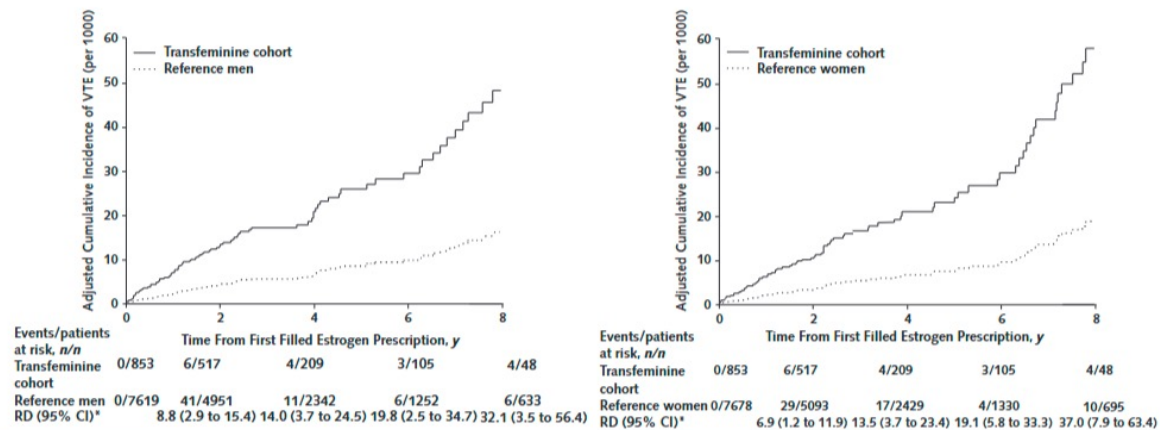 Adjusted Cumulative Incidence of VTE (per 1000)
60
50
40
30
20
10
0
Transfeminine cohort
Reference men
0 2 4 6 8
Time From First Filled Estrogen Prescription, y
Events/patients
at risk, n/n
Transfeminine 0/853 6/517 4/209 3/105 4/48
cohort
Reference men 0/7619 41/4951 11/2342 6/1252 6/633
RD (95% CI)* 8.8 (2.9 to 15.4) 14.0 (3.7 to 24.5) 19.8 (2.5 to 34.7) 32.1 (3.5 to 56.4)
Adjusted Cumulative Incidence of VTE (per 1000)
60
50
40
30
20
10
0
Transfeminine cohort
Reference women
0 2 4 6 8
Time From First Filled Estrogen Prescription, y
Events/patients
at risk, n/n
Transfeminine 0/853 6/517 4/209 3/105 4/48
cohort
Reference women 0/7678 29/5093 17/2429 4/1330 10/695
RD (95% CI)* 6.9 (1.2 to 11.9) 13.5 (3.7 to 23.4) 19.1 (5.8 to 33.3) 37.0 (7.9 to 63.4)